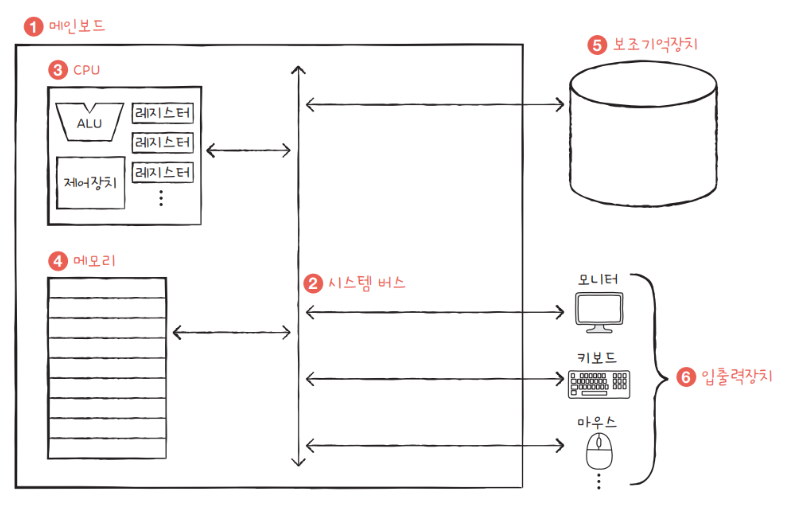 1 메인보드
5 보조기억장치
3 CPU
ALU
레지스터
레지스터
제어장치
레지스터
4 메모리
2 시스템 버스
모니터
키보드
6 입출력장치
마우스